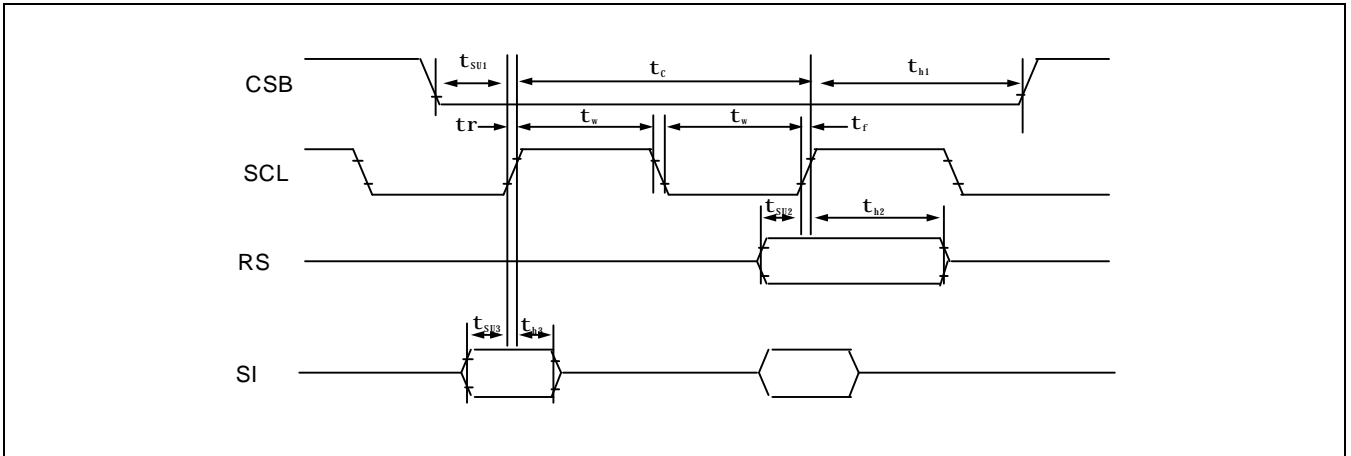 CSB
tSU1
tc
th1
tr
tw
tw
tf
SCL
tSU2
th2
RS
tSU3
th3
SI